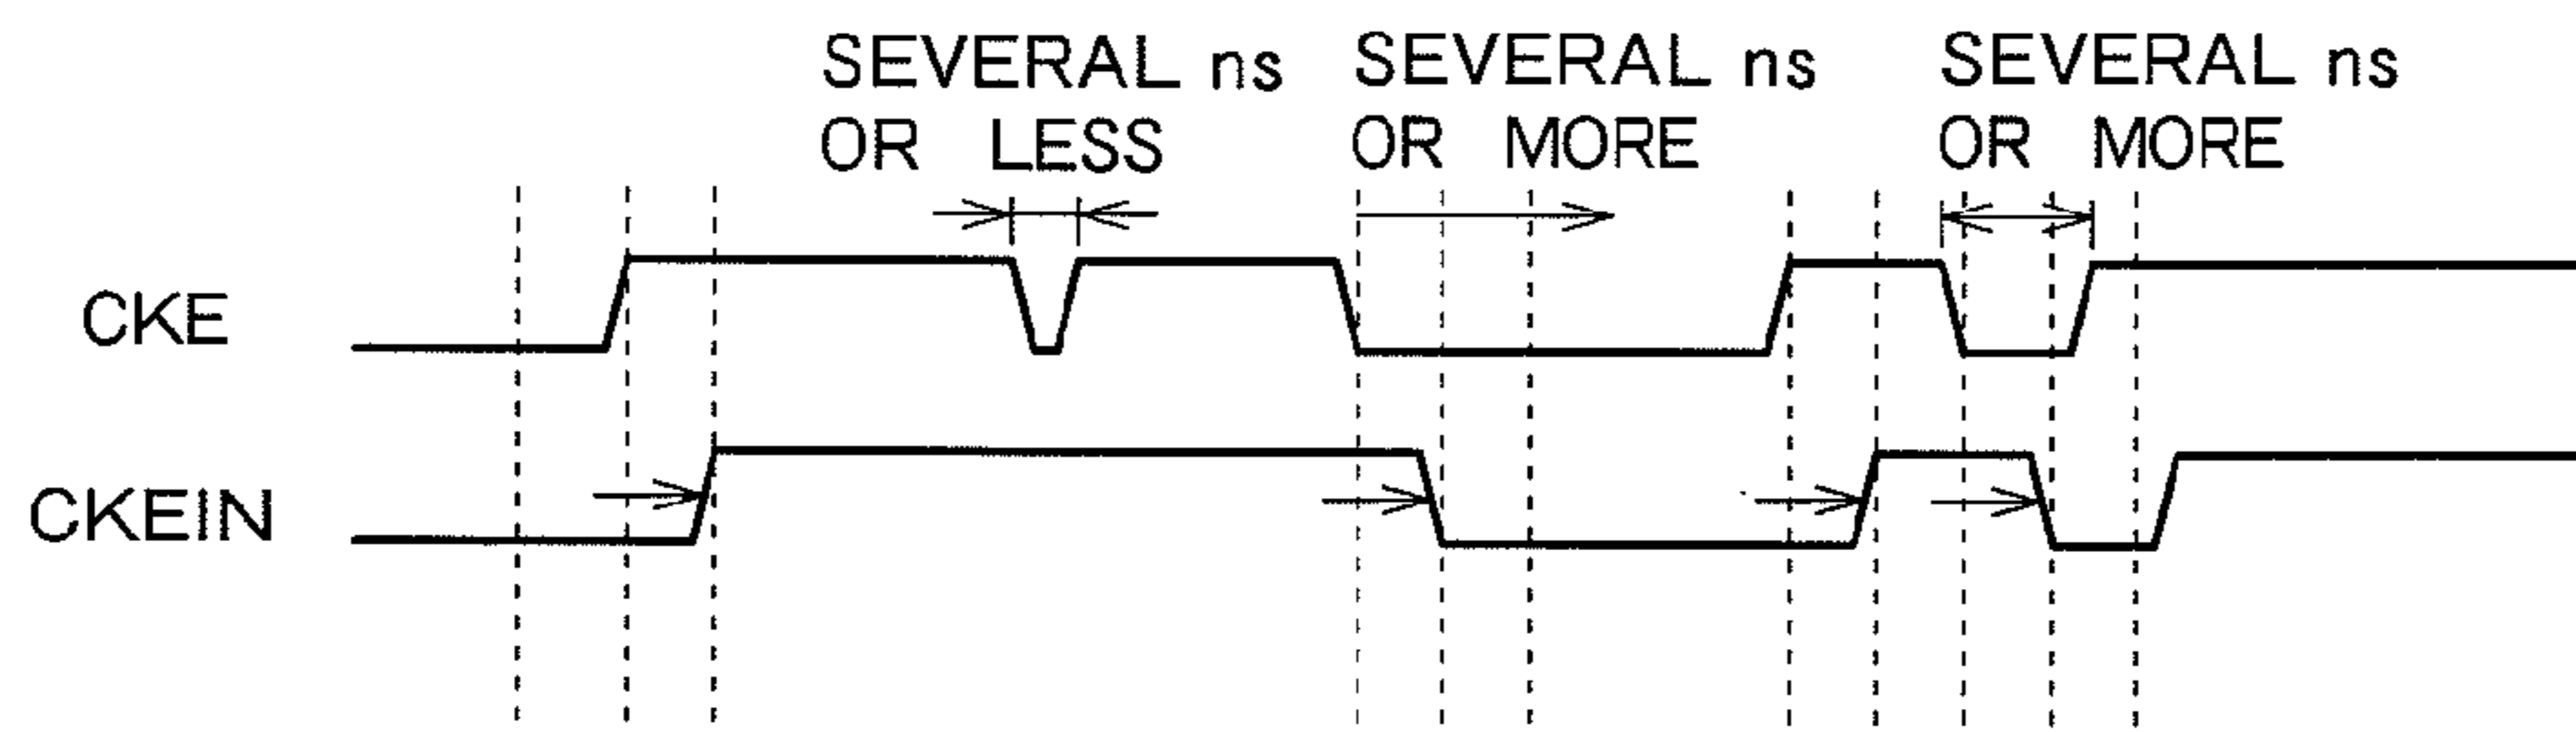 SEVERAL ns
OR LESS
SEVERAL ns
OR MORE
SEVERAL ns
OR MORE
CKE
CKEIN